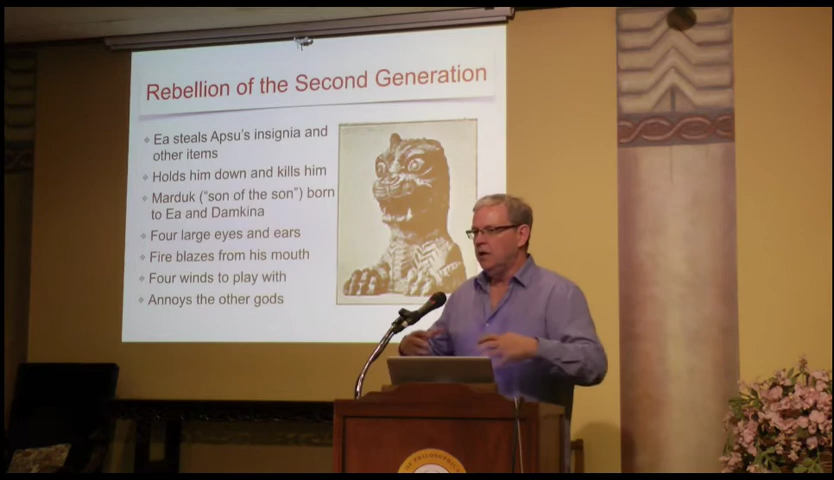 Rebellion of the Second Generation
Ea steals Apsu's insignia and
other items
Holds him down and kills him
Marduk ("son of the son") born
to Ea and Damkina
Four large eyes and ears
Fire blazes from his mouth
Four winds to play with
Annoys the other gods
OF PHILOSOPHICAL